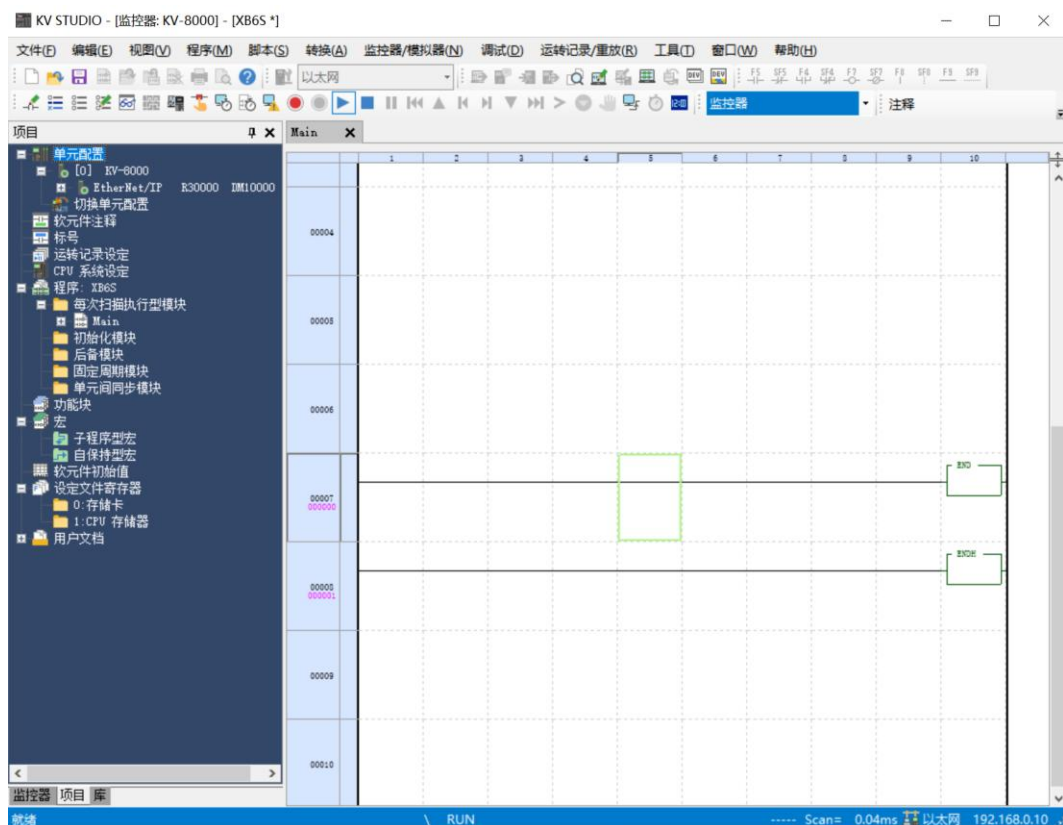 KV STUDIO - [监控器: KV-8000] - [XB6S *]
文件(F) 编辑(E) 视图(V) 程序(M) 脚本(S) 转换(A) 监控器/模拟器(N) 调试(D) 运转记录/重放(R) 工具(T) 窗口(W) 帮助(H)
以太网
监控器 注释
项目
Main
单元配置
[0] KV-8000
EtherNet/IP R30000 DM10000
切换单元配置
软元件注释
标号
运转记录设定
CPU 系统设定
程序: XB6S
每次扫描执行型模块
Main
初始化模块
后备模块
固定周期模块
单元间同步模块
功能块
宏
子程序型宏
自保持型宏
软元件初始值
设定文件寄存器
0:存储卡
1:CPU 存储器
用户文档
监控器 项目 库
1 2 3 4 5 6 7 8 9 10
00004
00005
00006
00007
000000
END
00008
000001
ENDH
00009
00010
就绪 \ RUN ----- Scan= 0.04ms 以太网 192.168.0.10